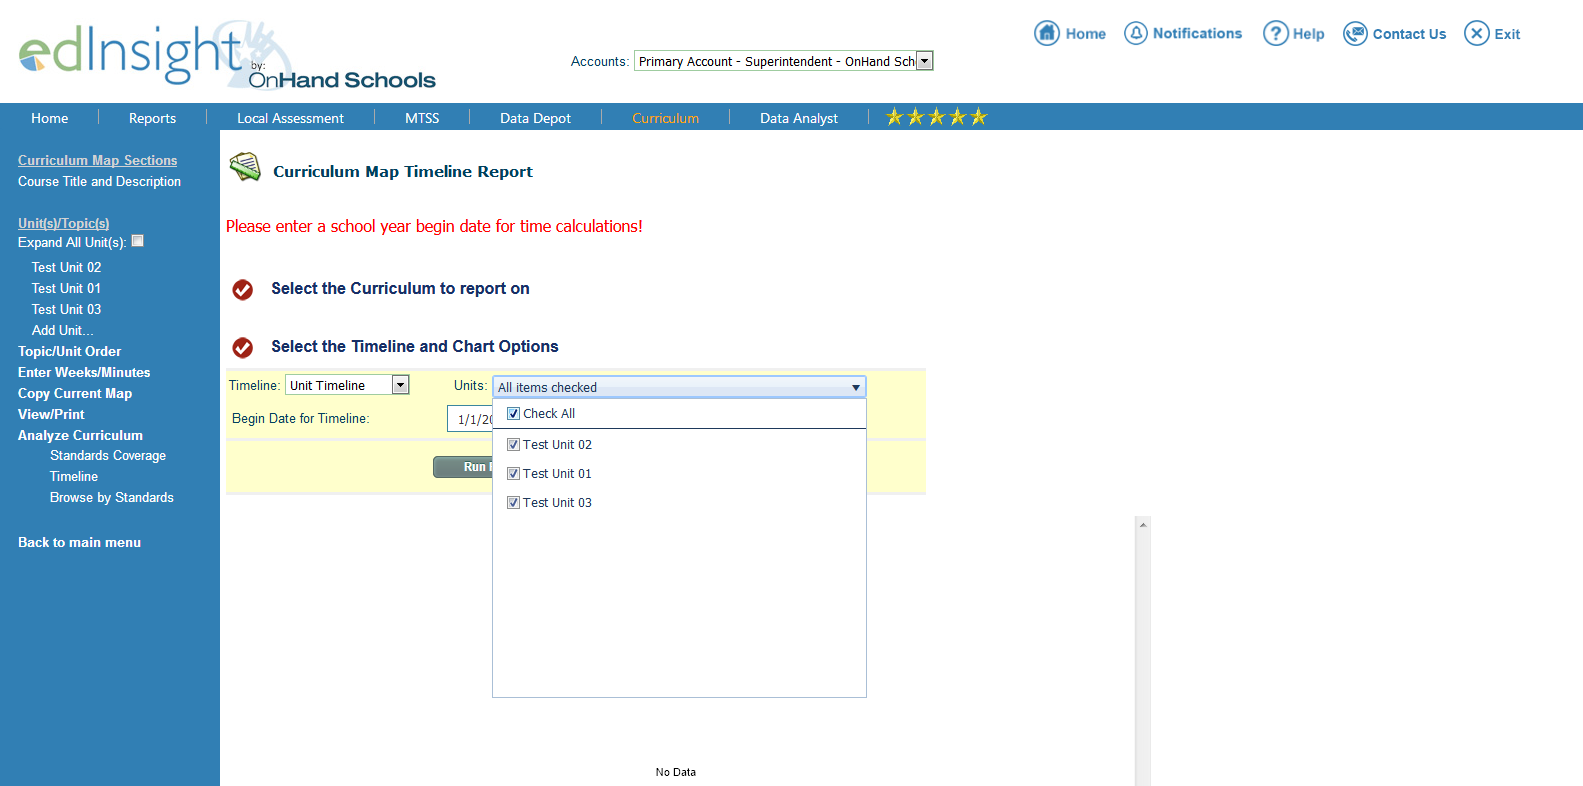 edInsight
by:
OnHand Schools
Accounts: Primary Account - Superintendent - OnHand Sch
Home Notifications Help Contact Us Exit
Home Reports Local Assessment MTSS Data Depot Curriculum Data Analyst
Curriculum Map Sections
Course Title and Description
Unit(s)/Topic(s)
Expand All Unit(s):
Test Unit 02
Test Unit 01
Test Unit 03
Add Unit...
Topic/Unit Order
Enter Weeks/Minutes
Copy Current Map
View/Print
Analyze Curriculum
Standards Coverage
Timeline
Browse by Standards
Back to main menu
Curriculum Map Timeline Report
Please enter a school year begin date for time calculations!
Select the Curriculum to report on
Select the Timeline and Chart Options
Timeline: Unit Timeline Units: All items checked
Begin Date for Timeline: 1/1/20
Run
Check All
Test Unit 02
Test Unit 01
Test Unit 03
No Data